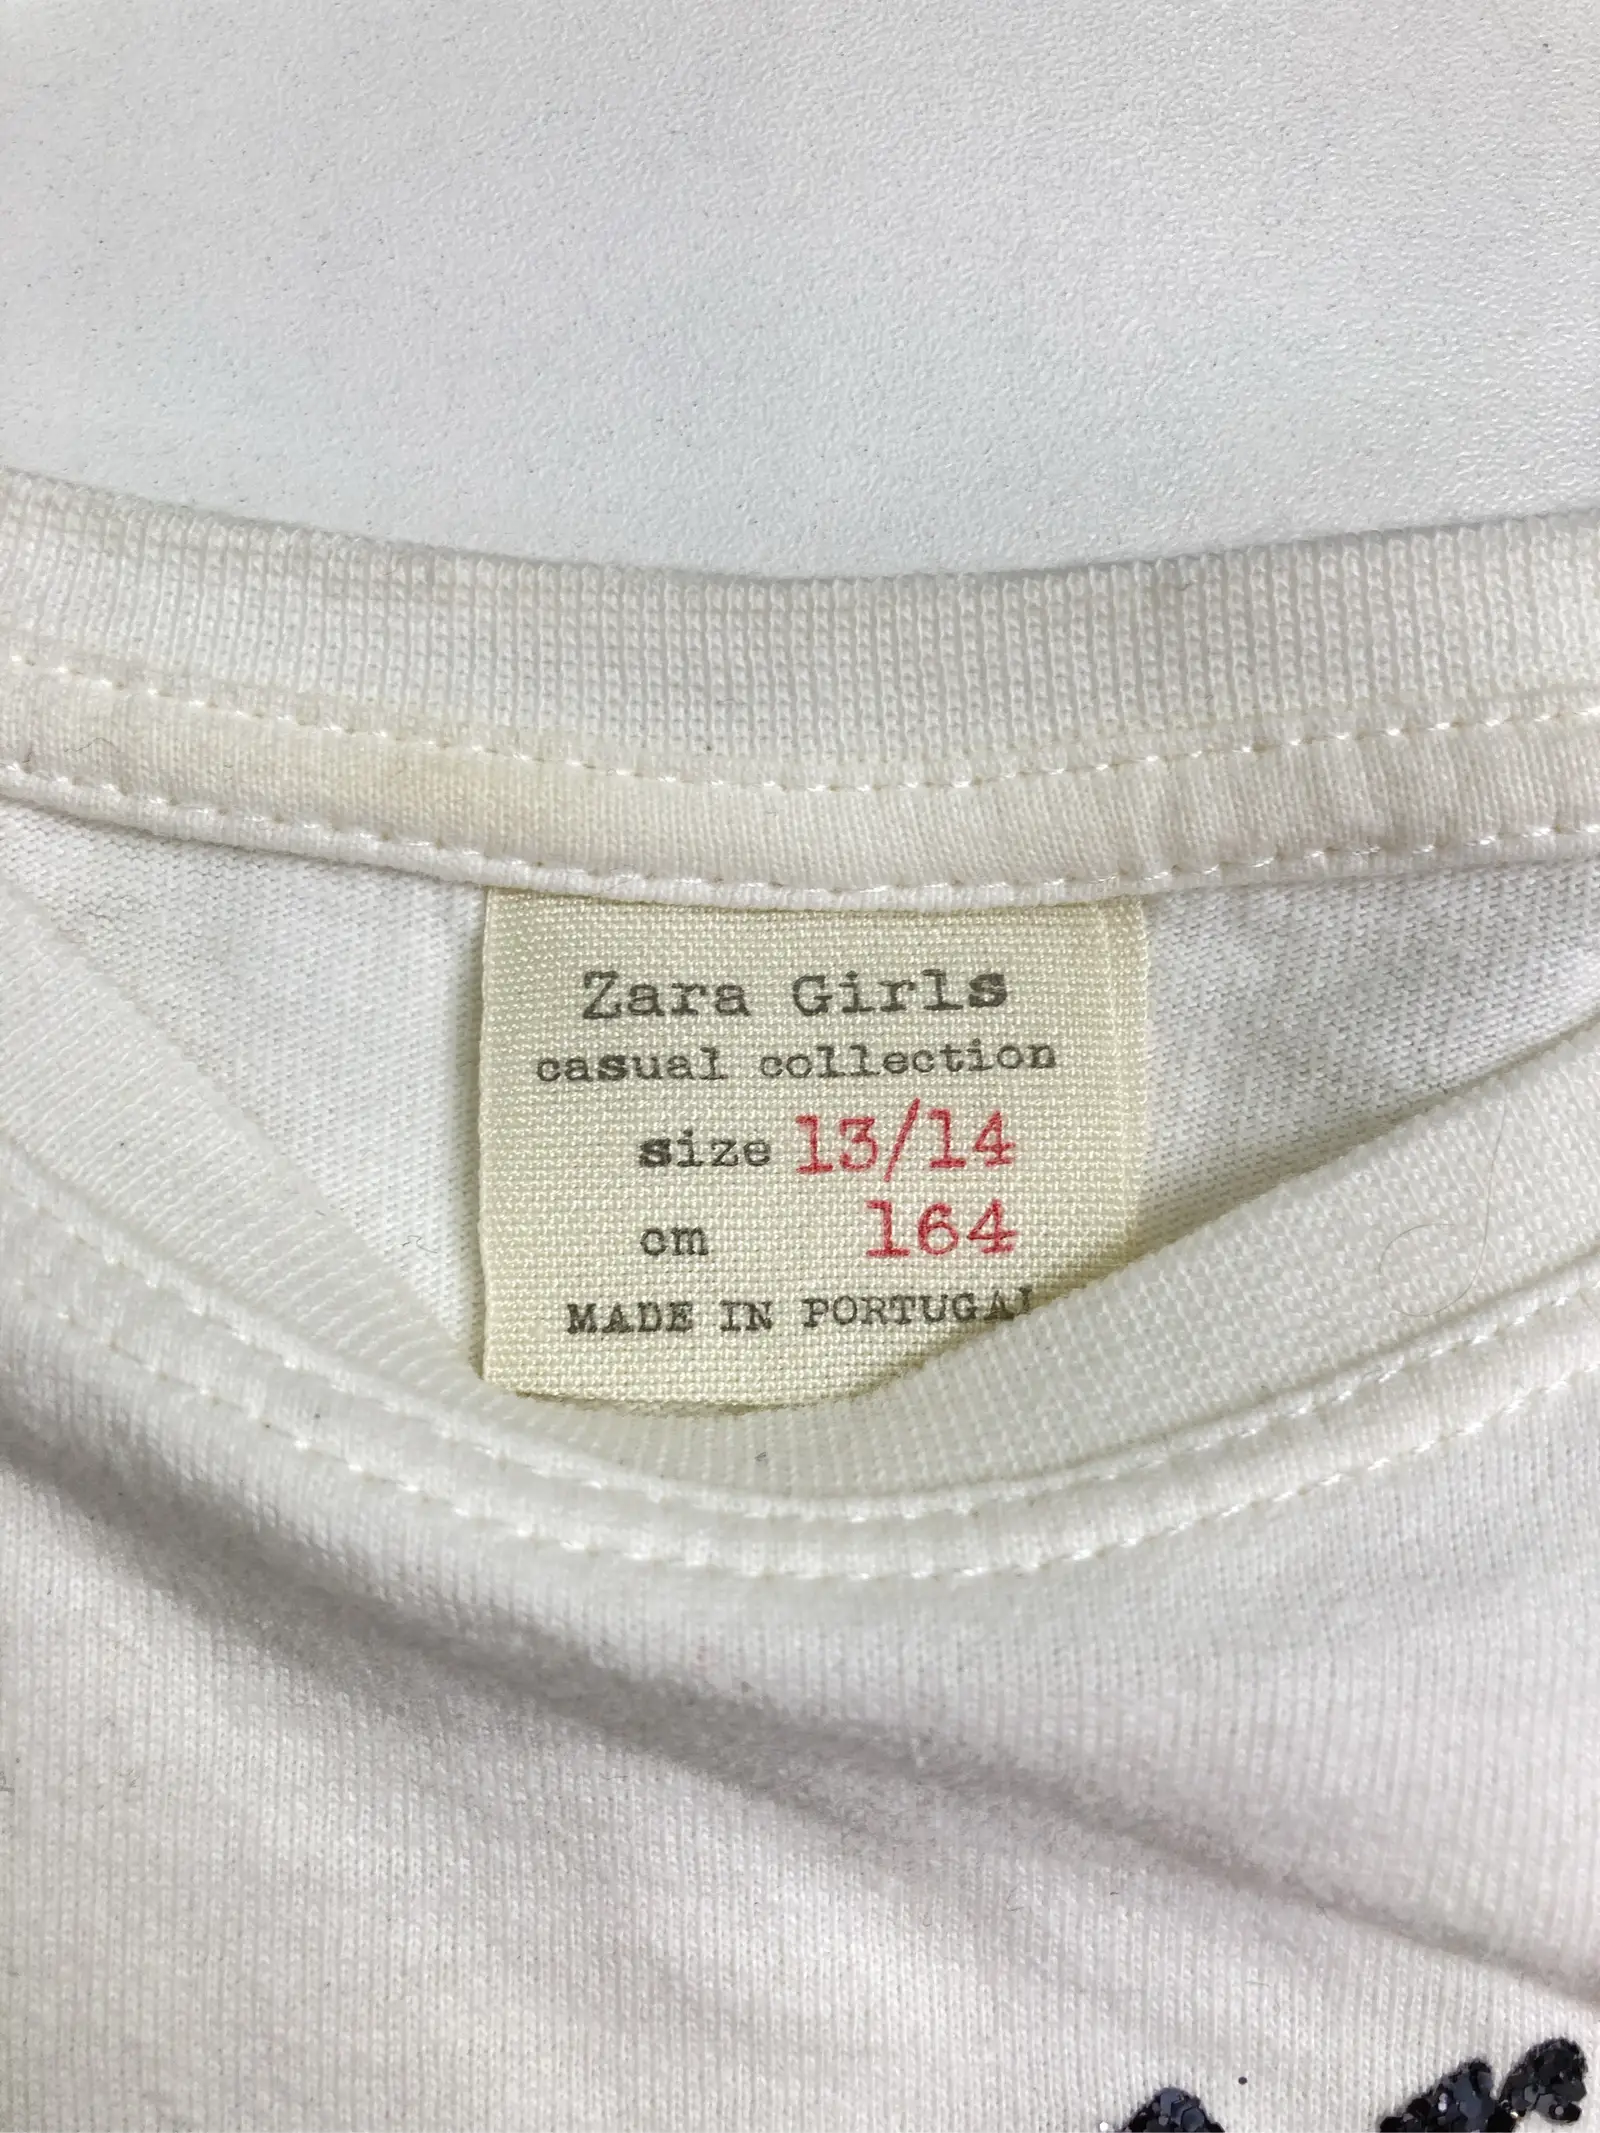 Zara Girls
casual collection
size 13/14
cm 164
MADE IN PORTUGAL